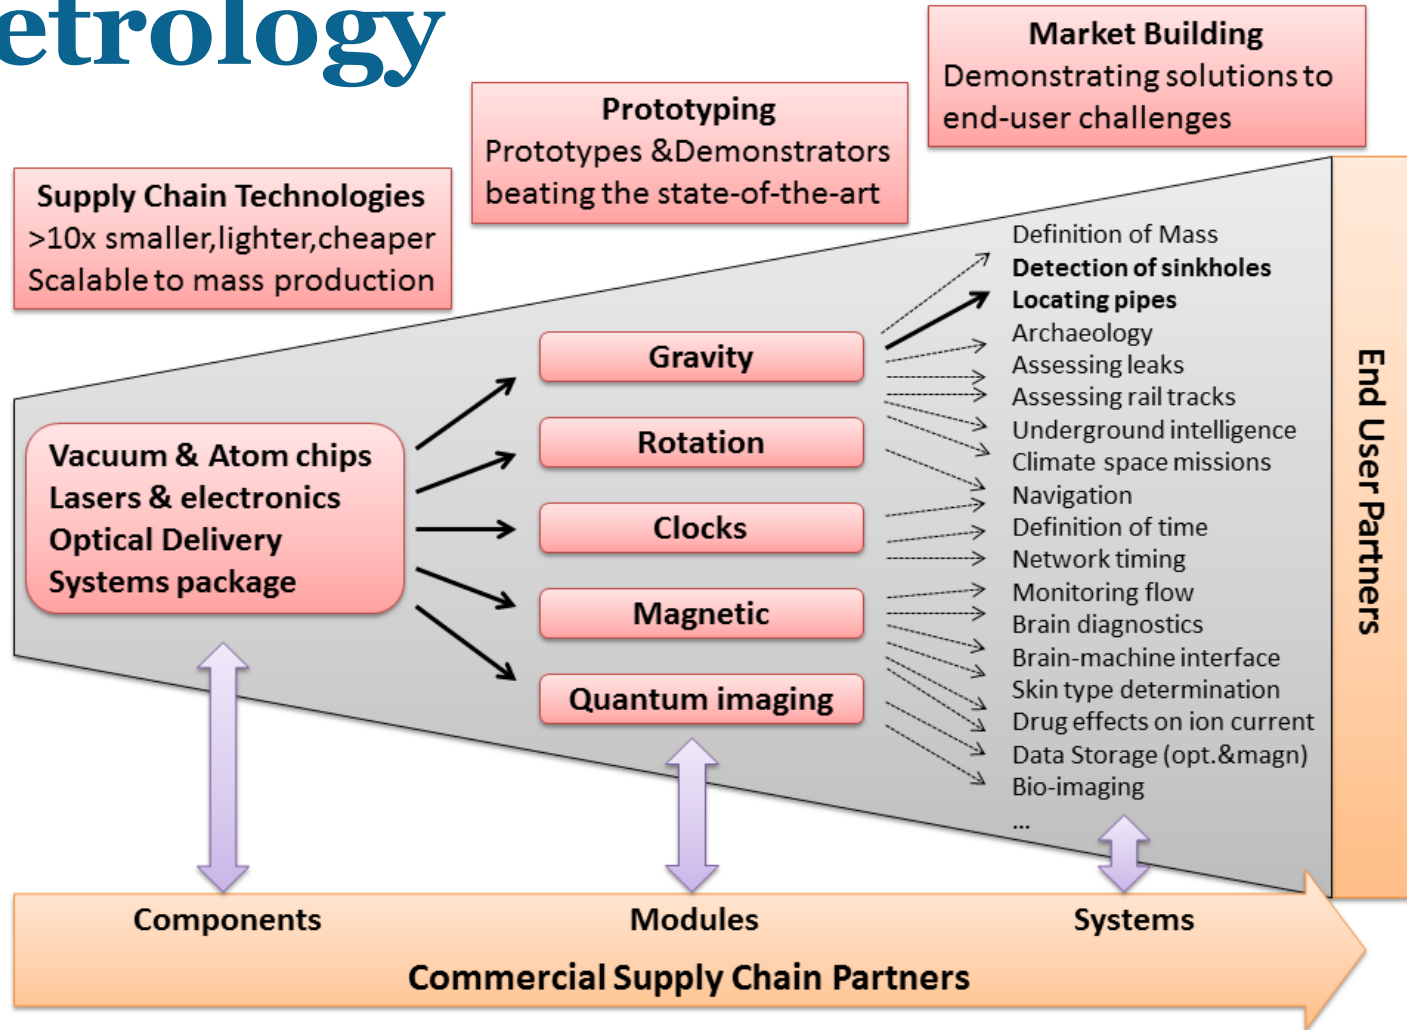 etrology
Market Building
Demonstrating solutions to
end-user challenges
Prototyping
Prototypes &Demonstrators
beating the state-of-the-art
Supply Chain Technologies
>10x smaller,lighter,cheaper
Scalable to mass production
Vacuum & Atom chips
Lasers & electronics
Optical Delivery
Systems package
Gravity
Rotation
Clocks
Magnetic
Quantum imaging
Definition of Mass
Detection of sinkholes
Locating pipes
Archaeology
Assessing leaks
Assessing rail tracks
Underground intelligence
Climate space missions
Navigation
Definition of time
Network timing
Monitoring flow
Brain diagnostics
Brain-machine interface
Skin type determination
Drug effects on ion current
Data Storage (opt.&magn)
Bio-imaging
...
End User Partners
Components
Modules
Systems
Commercial Supply Chain Partners